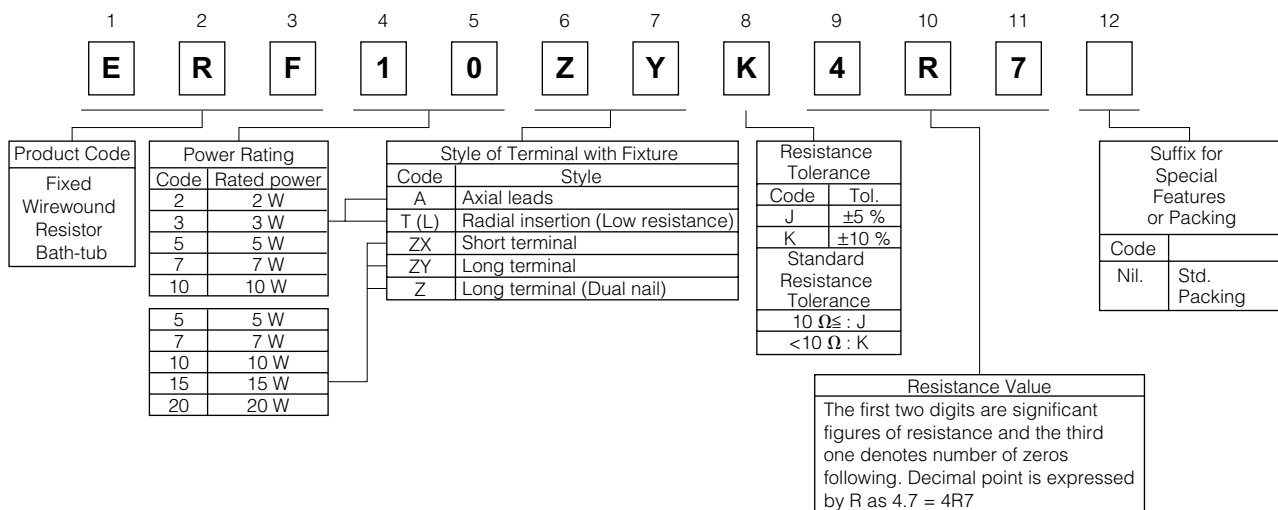 1 2 3 4 5 6 7 8 9 10 11 12
E R F 1 0 Z Y K 4 R 7
Product Code
Fixed
Wirewound
Resistor
Bath-tub
Power Rating
Code Rated power
2 2 W
3 3 W
5 5 W
7 7 W
10 10 W
5 5 W
7 7 W
10 10 W
15 15 W
20 20 W
Style of Terminal with Fixture
Code Style
A Axial leads
T (L) Radial insertion (Low resistance)
ZX Short terminal
ZY Long terminal
Z Long terminal (Dual nail)
Resistance
Tolerance
Code Tol.
J ±5 %
K ±10 %
Standard
Resistance
Tolerance
10 Ω≤ : J
<10 Ω : K
Suffix for
Special
Features
or Packing
Code
Nil. Std.
Packing
Resistance Value
The first two digits are significant
figures of resistance and the third
one denotes number of zeros
following. Decimal point is expressed
by R as 4.7 = 4R7